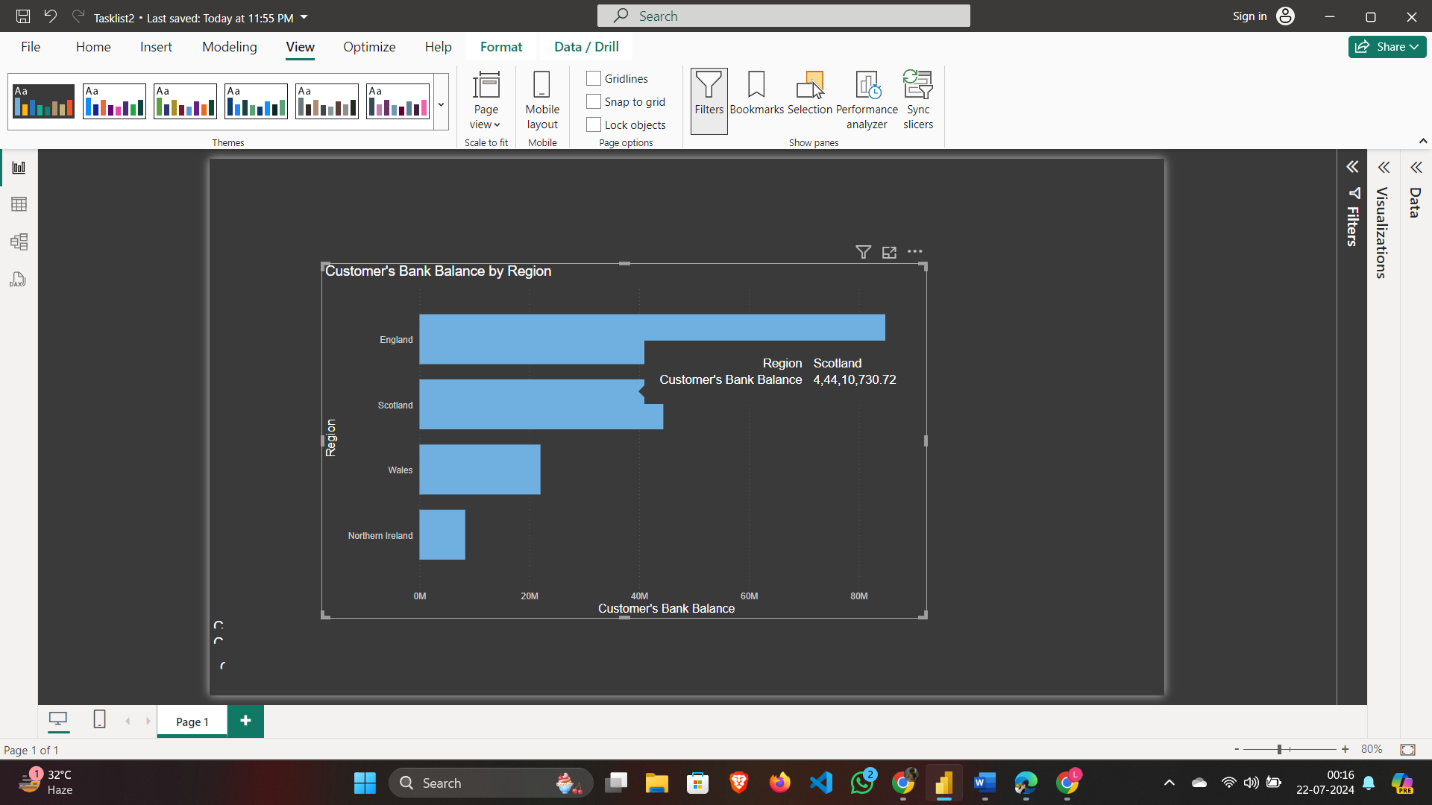 Tasklist2 • Last saved: Today at 11:55 PM
Search
Sign in
File
Home
Insert
Modeling
View
Optimize
Help
Format
Data / Drill
Share
Aa
Aa
Aa
Aa
Aa
Aa
Themes
Page view
Scale to fit
Mobile layout
Mobile
Gridlines
Snap to grid
Lock objects
Page options
Filters
Bookmarks
Selection
Performance analyzer
Sync slicers
Show panes
DAX
Customer's Bank Balance by Region
England
Scotland
Wales
Northern Ireland
Region
Region Scotland
Customer's Bank Balance 4,44,10,730.72
0M 20M 40M 60M 80M
Customer's Bank Balance
C
C
Filters
Visualizations
Data
Page 1
+
Page 1 of 1
- + 80%
1
32°C
Haze
Search
2
L
00:16
22-07-2024
PRE